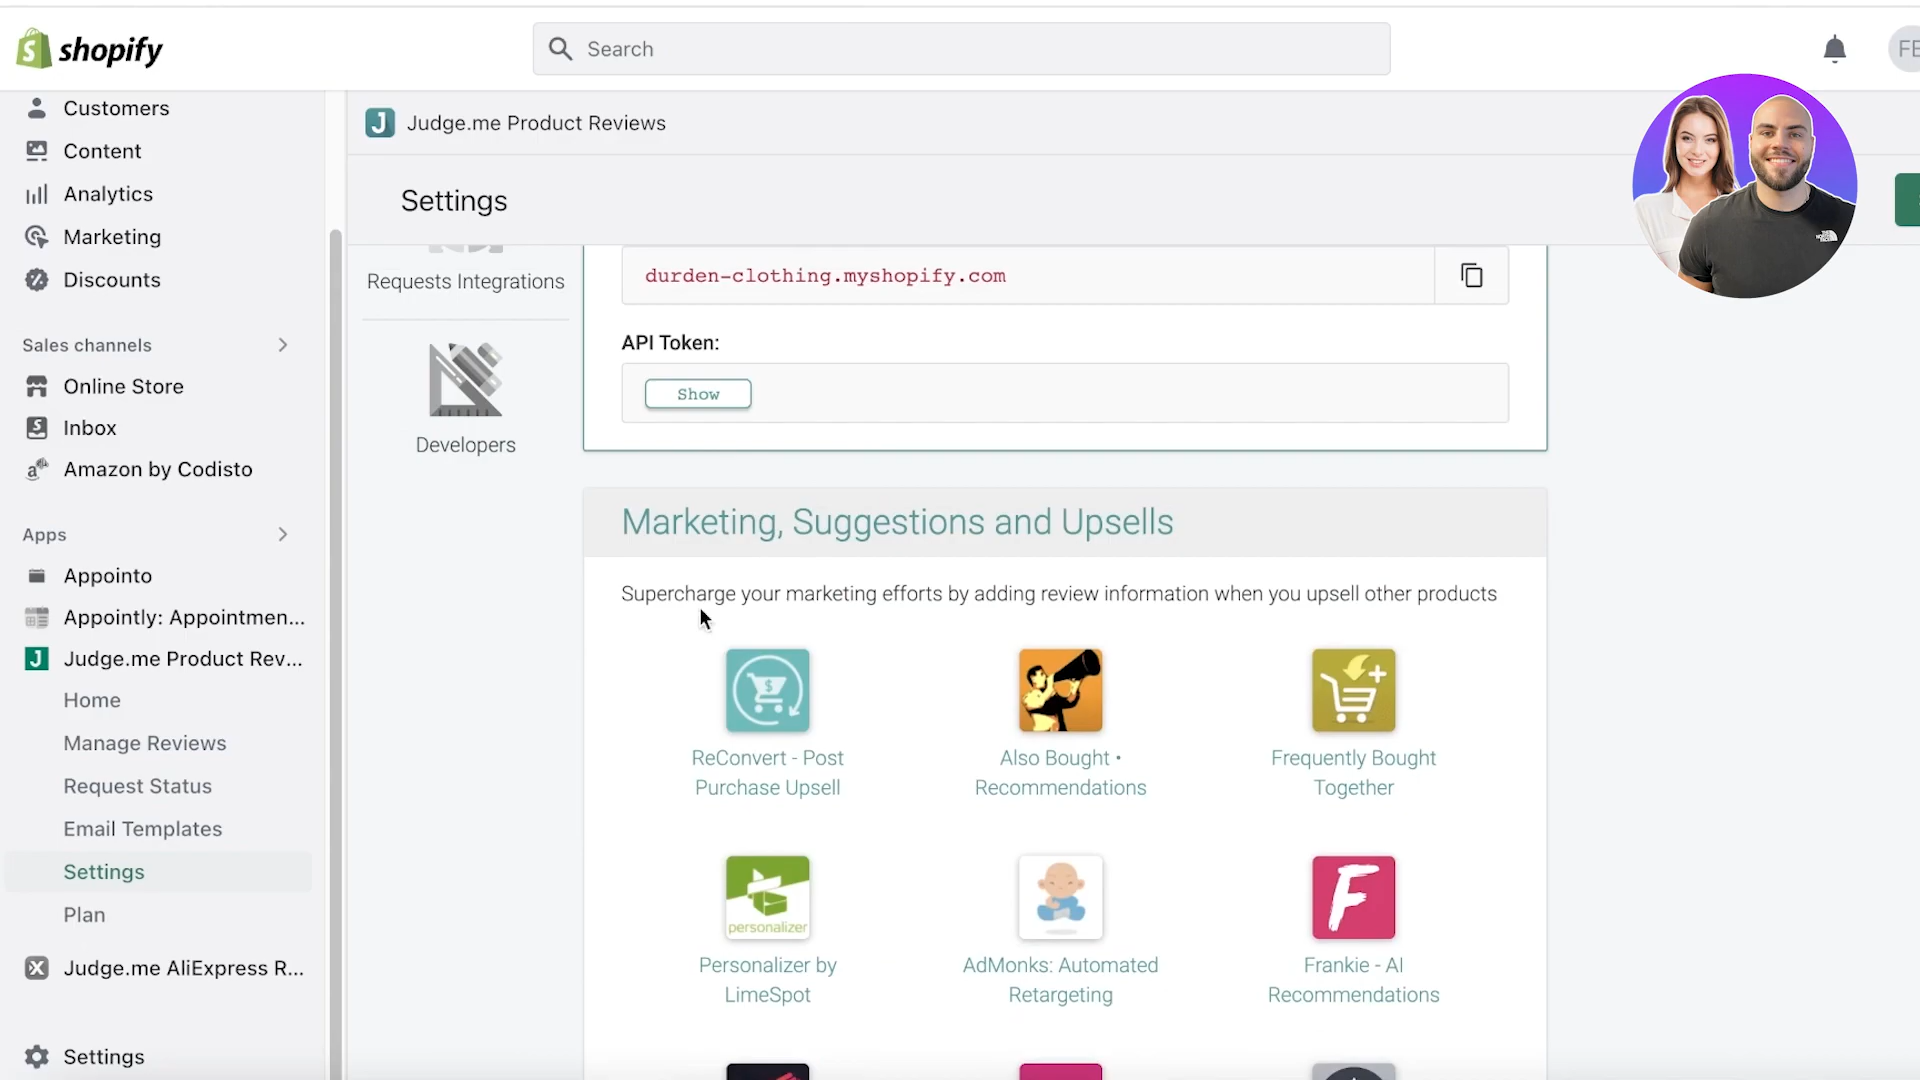 shopify
Search
FE
Customers
Content
Analytics
Marketing
Discounts
Sales channels
Online Store
Inbox
Amazon by Codisto
Apps
Appointo
Appointly: Appointmen...
Judge.me Product Rev...
Home
Manage Reviews
Request Status
Email Templates
Settings
Plan
Judge.me AliExpress R...
Settings
J Judge.me Product Reviews
Settings
Requests Integrations
Developers
durden-clothing.myshopify.com
API Token:
Show
Marketing, Suggestions and Upsells
Supercharge your marketing efforts by adding review information when you upsell other products
ReConvert - Post
Purchase Upsell
Also Bought •
Recommendations
Frequently Bought
Together
personalizer
Personalizer by
LimeSpot
AdMonks: Automated
Retargeting
F
Frankie - AI
Recommendations